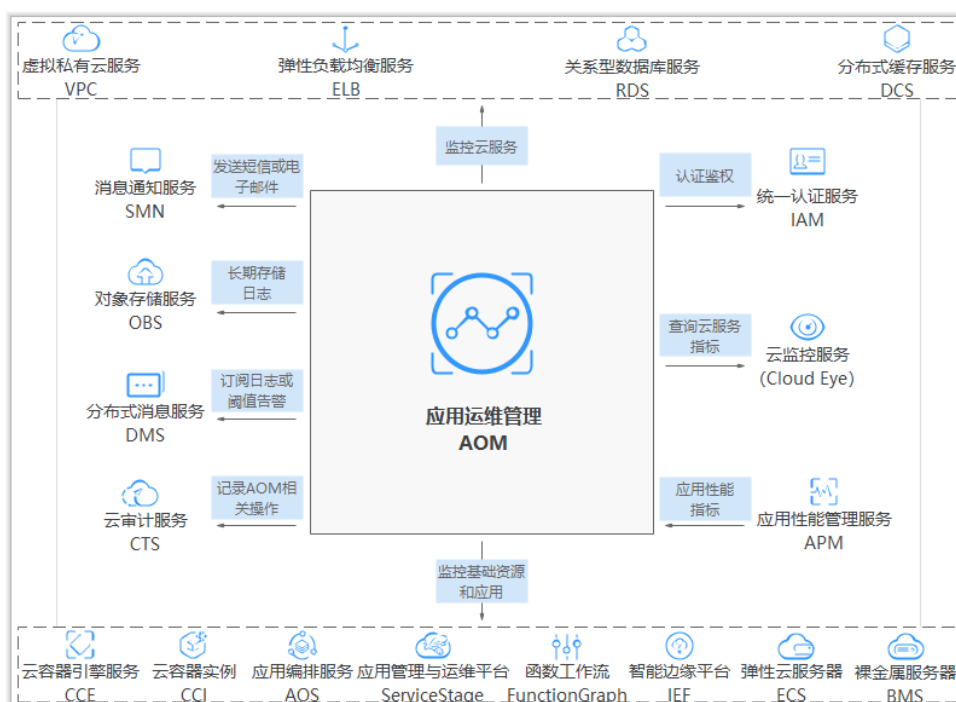 虚拟私有云服务 弹性负载均衡服务 关系型数据库服务 分布式缓存服务
VPC ELB RDS DCS
监控云服务
发送短信或电
子邮件
消息通知服务
SMN
认证鉴权
统一认证服务
IAM
长期存储
日志
对象存储服务
OBS
查询云服务
指标
云监控服务
(Cloud Eye)
订阅日志或
阈值告警
分布式消息服务
DMS
应用运维管理
AOM
记录AOM相
关操作
云审计服务
CTS
应用性能
指标
应用性能管理服务
APM
监控基础资源
和应用
云容器引擎服务 云容器实例 应用编排服务 应用管理与运维平台 函数工作流 智能边缘平台 弹性云服务器 裸金属服务器
CCE CCI AOS ServiceStage FunctionGraph IEF ECS BMS